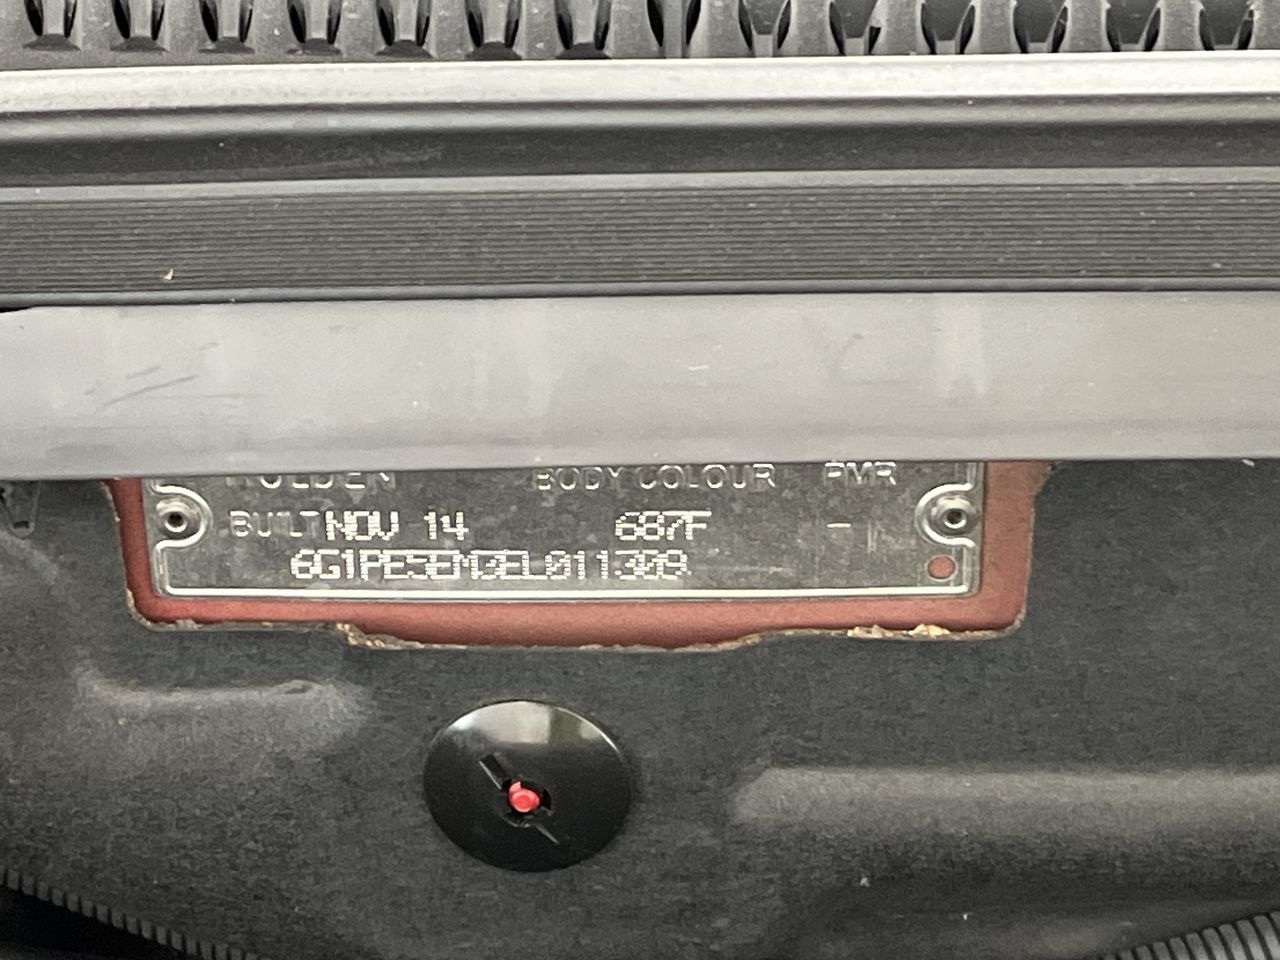 HOLDEN BODY COLOUR PMR
BUILT NOV 14 687F -
6G1PE5EM0EL011309